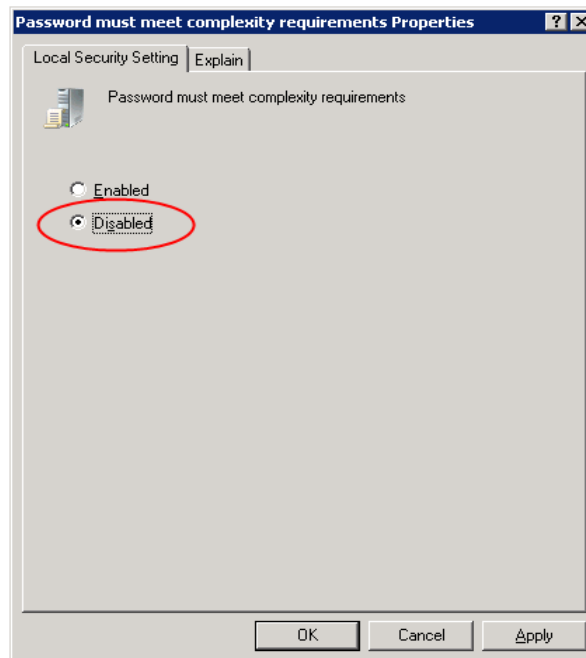 Password must meet complexity requirements Properties
Local Security Setting
Explain
Password must meet complexity requirements
Enabled
Disabled
OK
Cancel
Apply